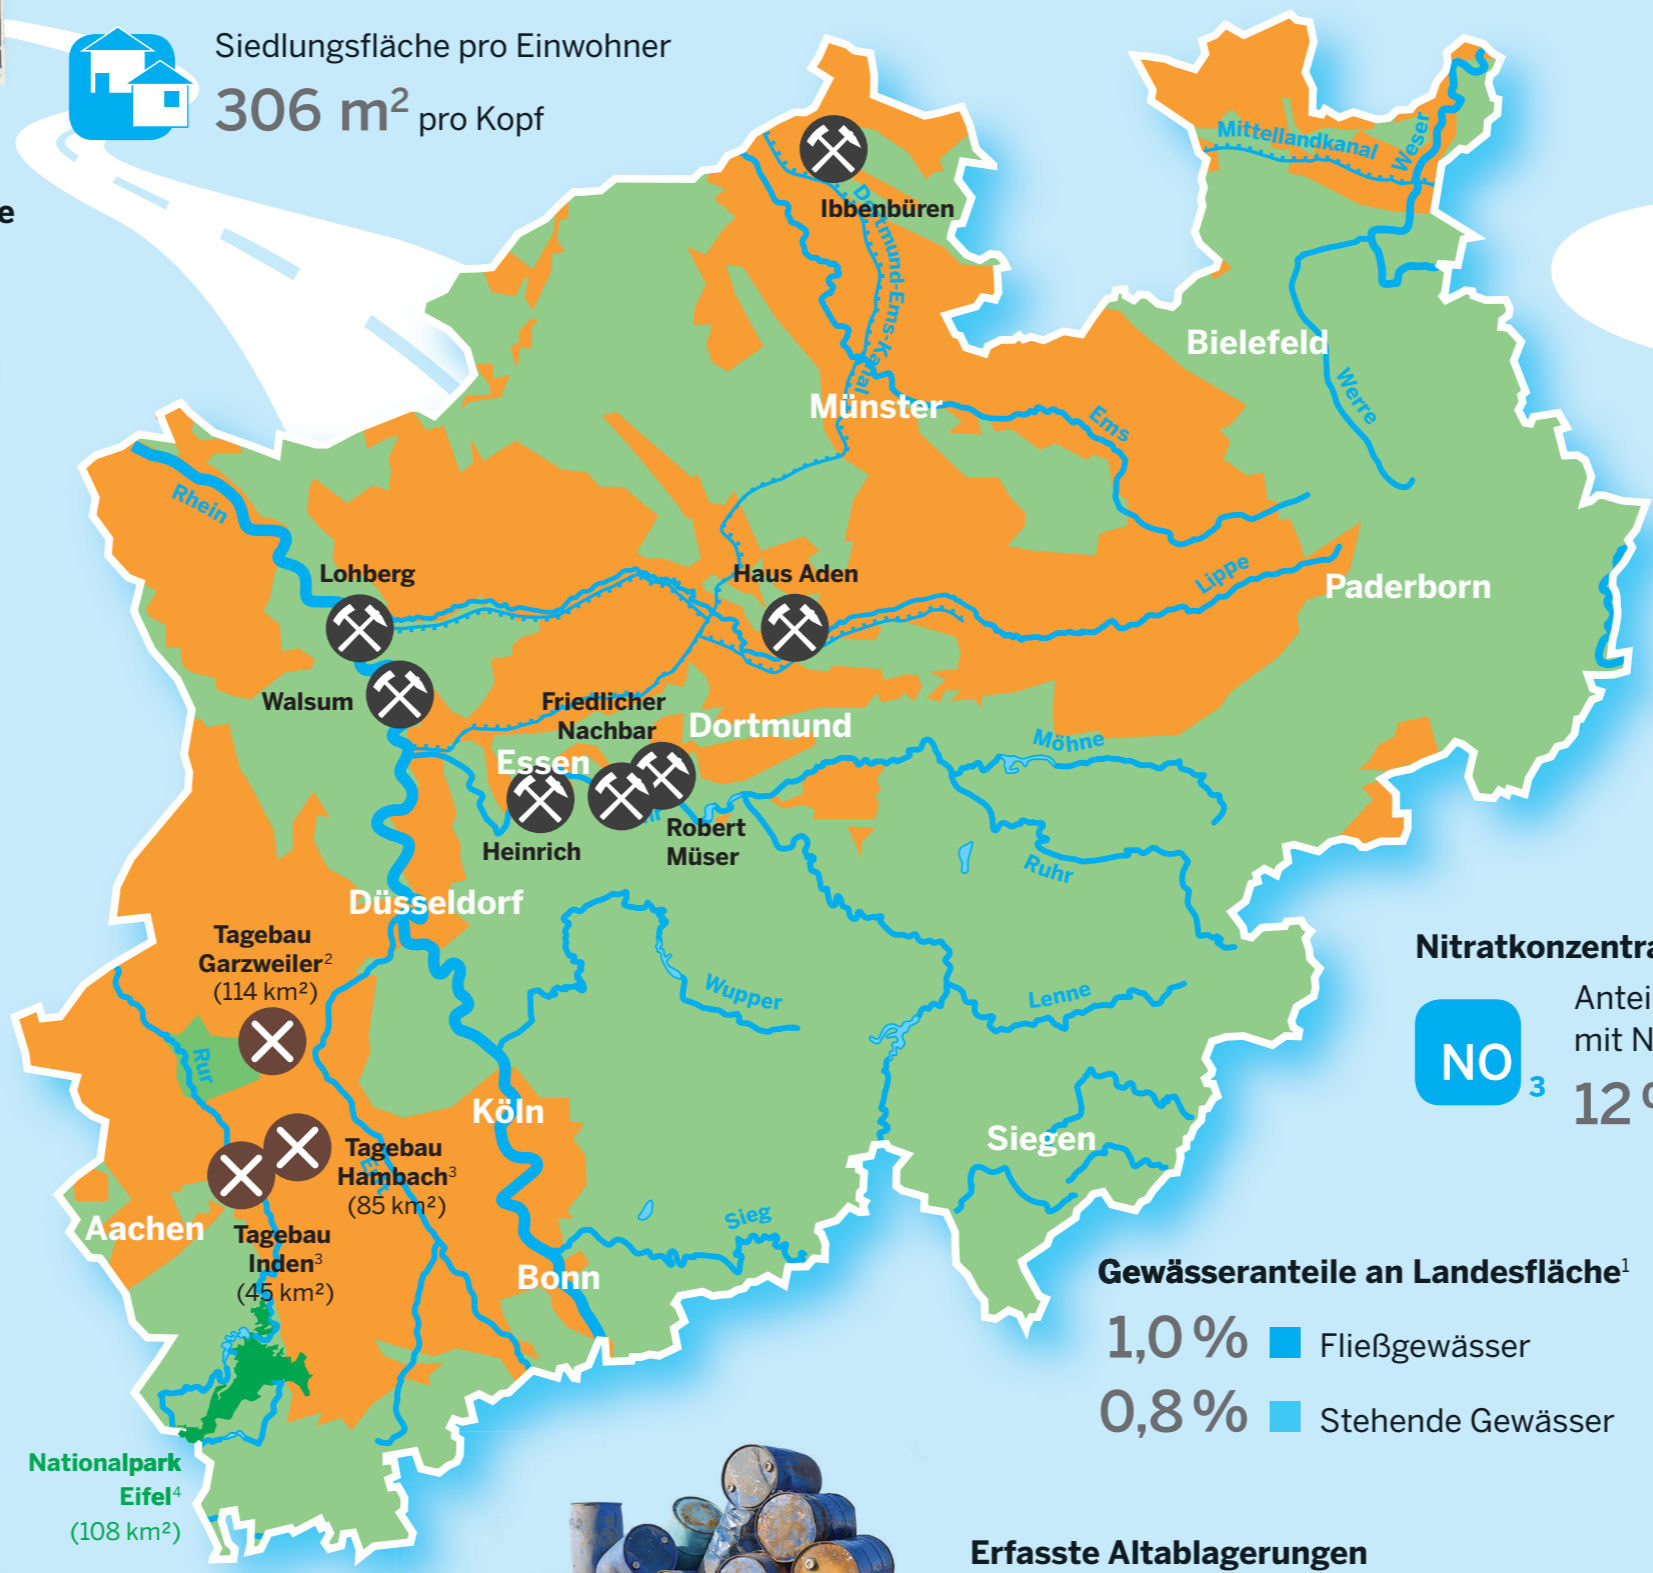 Siedlungsfläche pro Einwohner
306 m² pro Kopf
e
Ibbenbüren
Dortmund-Ems-Kanal
Mittellandkanal
Weser
Bielefeld
Werre
Münster
Ems
Rhein
Lohberg
Haus Aden
Lippe
Paderborn
Walsum
Friedlicher
Nachbar
Dortmund
Essen
Möhne
Heinrich
Robert
Müser
Ruhr
Düsseldorf
Tagebau
Garzweiler²
(114 km²)
Wupper
Lenne
Rur
Köln
Siegen
Tagebau
Hambach³
(85 km²)
Aachen
Tagebau
Inden³
(45 km²)
Sieg
Bonn
Nationalpark
Eifel⁴
(108 km²)
Nitratkonzentra
NO 3
Antei
mit N
12
Gewässeranteile an Landesfläche¹
1,0 % Fließgewässer
0,8 % Stehende Gewässer
Erfasste Altablagerungen